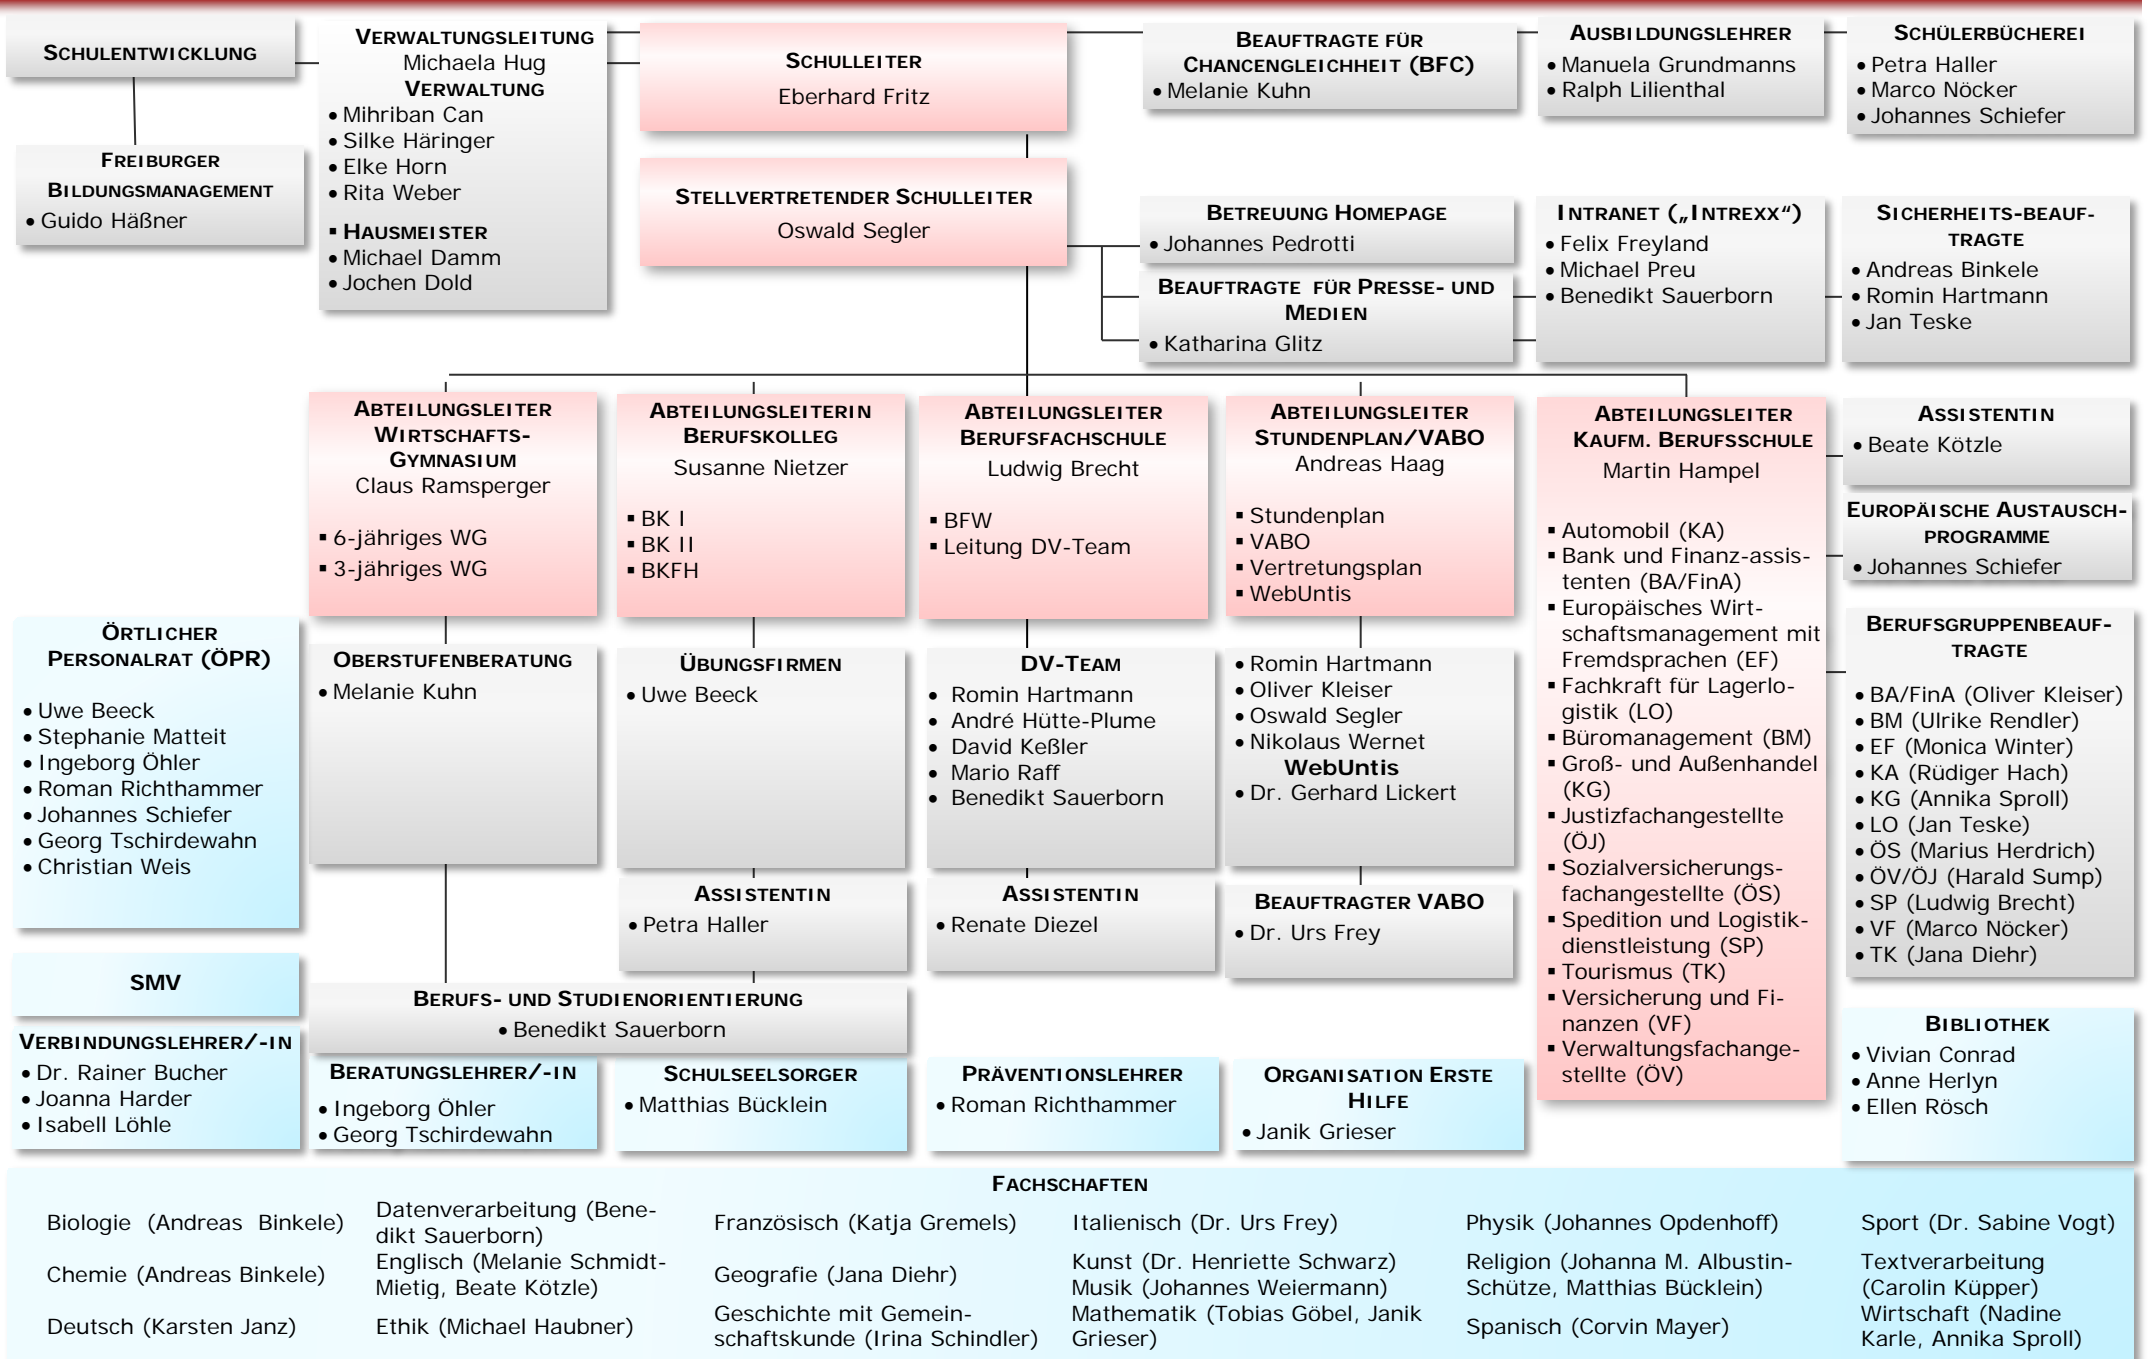 SCHULENTWICKLUNG
FREIBURGER
BILDUNGSMANAGEMENT
• Guido Häßner
VERWALTUNGSLEITUNG
Michaela Hug
VERWALTUNG
• Mihriban Can
• Silke Häringer
• Elke Horn
• Rita Weber
▪ HAUSMEISTER
• Michael Damm
• Jochen Dold
SCHULLEITER
Eberhard Fritz
STELLVERTRETENDER SCHULLEITER
Oswald Segler
BEAUFTRAGTE FÜR
CHANCENGLEICHHEIT (BFC)
• Melanie Kuhn
AUSBILDUNGSLEHRER
• Manuela Grundmanns
• Ralph Lilienthal
SCHÜLERBÜCHEREI
• Petra Haller
• Marco Nöcker
• Johannes Schiefer
BETREUUNG HOMEPAGE
• Johannes Pedrotti
BEAUFTRAGTE FÜR PRESSE- UND
MEDIEN
• Katharina Glitz
INTRANET („INTREXX“)
• Felix Freyland
• Michael Preu
• Benedikt Sauerborn
SICHERHEITS-BEAUF-
TRAGTE
• Andreas Binkele
• Romin Hartmann
• Jan Teske
ABTEILUNGSLEITER
WIRTSCHAFTS-
GYMNASIUM
Claus Ramsperger
▪ 6-jähriges WG
▪ 3-jähriges WG
ABTEILUNGSLEITERIN
BERUFSKOLLEG
Susanne Nietzer
▪ BK I
▪ BK II
▪ BKFH
ABTEILUNGSLEITER
BERUFSFACHSCHULE
Ludwig Brecht
▪ BFW
▪ Leitung DV-Team
ABTEILUNGSLEITER
STUNDENPLAN/VABO
Andreas Haag
▪ Stundenplan
▪ VABO
▪ Vertretungsplan
▪ WebUntis
ABTEILUNGSLEITER
KAUFM. BERUFSSCHULE
Martin Hampel
▪ Automobil (KA)
▪ Bank und Finanz-assis-
tenten (BA/FinA)
▪ Europäisches Wirt-
schaftsmanagement mit
Fremdsprachen (EF)
▪ Fachkraft für Lagerlo-
gistik (LO)
▪ Büromanagement (BM)
▪ Groß- und Außenhandel
(KG)
▪ Justizfachangestellte
(ÖJ)
▪ Sozialversicherungs-
fachangestellte (ÖS)
▪ Spedition und Logistik-
dienstleistung (SP)
▪ Tourismus (TK)
▪ Versicherung und Fi-
nanzen (VF)
▪ Verwaltungsfachange-
stellte (ÖV)
ASSISTENTIN
• Beate Kötzle
EUROPÄISCHE AUSTAUSCH-
PROGRAMME
• Johannes Schiefer
BERUFSGRUPPENBEAUF-
TRAGTE
• BA/FinA (Oliver Kleiser)
• BM (Ulrike Rendler)
• EF (Monica Winter)
• KA (Rüdiger Hach)
• KG (Annika Sproll)
• LO (Jan Teske)
• ÖS (Marius Herdrich)
• ÖV/ÖJ (Harald Sump)
• SP (Ludwig Brecht)
• VF (Marco Nöcker)
• TK (Jana Diehr)
ÖRTLICHER
PERSONALRAT (ÖPR)
• Uwe Beeck
• Stephanie Matteit
• Ingeborg Öhler
• Roman Richthammer
• Johannes Schiefer
• Georg Tschirdewahn
• Christian Weis
OBERSTUFENBERATUNG
• Melanie Kuhn
ÜBUNGSFIRMEN
• Uwe Beeck
DV-TEAM
• Romin Hartmann
• André Hütte-Plume
• David Keßler
• Mario Raff
• Benedikt Sauerborn
• Romin Hartmann
• Oliver Kleiser
• Oswald Segler
• Nikolaus Wernet
WebUntis
• Dr. Gerhard Lickert
ASSISTENTIN
• Petra Haller
ASSISTENTIN
• Renate Diezel
BEAUFTRAGTER VABO
• Dr. Urs Frey
SMV
BERUFS- UND STUDIENORIENTIERUNG
• Benedikt Sauerborn
VERBINDUNGSLEHRER/-IN
• Dr. Rainer Bucher
• Joanna Harder
• Isabell Löhle
BERATUNGSLEHRER/-IN
• Ingeborg Öhler
• Georg Tschirdewahn
SCHULSEELSORGER
• Matthias Bücklein
PRÄVENTIONSLEHRER
• Roman Richthammer
ORGANISATION ERSTE
HILFE
• Janik Grieser
BIBLIOTHEK
• Vivian Conrad
• Anne Herlyn
• Ellen Rösch
FACHSCHAFTEN
Biologie (Andreas Binkele)
Chemie (Andreas Binkele)
Deutsch (Karsten Janz)
Datenverarbeitung (Bene-
dikt Sauerborn)
Englisch (Melanie Schmidt-
Mietig, Beate Kötzle)
Ethik (Michael Haubner)
Französisch (Katja Gremels)
Geografie (Jana Diehr)
Geschichte mit Gemein-
schaftskunde (Irina Schindler)
Italienisch (Dr. Urs Frey)
Kunst (Dr. Henriette Schwarz)
Musik (Johannes Weiermann)
Mathematik (Tobias Göbel, Janik
Grieser)
Physik (Johannes Opdenhoff)
Religion (Johanna M. Albustin-
Schütze, Matthias Bücklein)
Spanisch (Corvin Mayer)
Sport (Dr. Sabine Vogt)
Textverarbeitung
(Carolin Küpper)
Wirtschaft (Nadine
Karle, Annika Sproll)